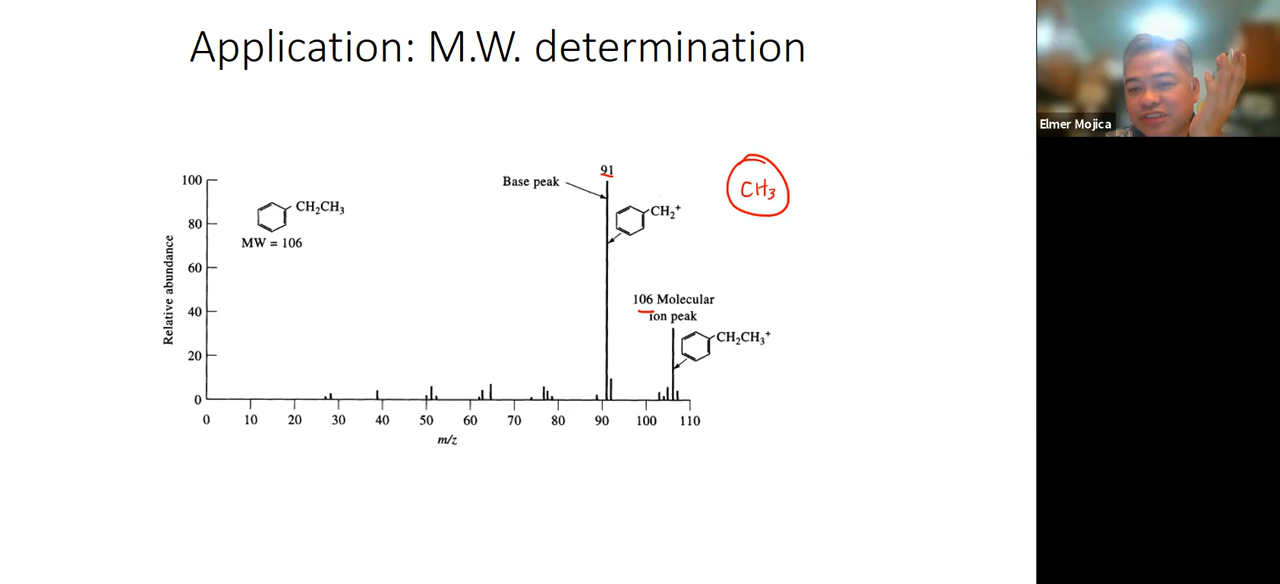 Application: M.W. determination
Elmer Mojica
91
Base peak
CH₃
CH₂CH₃
MW = 106
CH₂⁺
106 Molecular
ion peak
CH₂CH₃⁺
Relative abundance
100
80
60
40
20
0
0 10 20 30 40 50 60 70 80 90 100 110
m/z